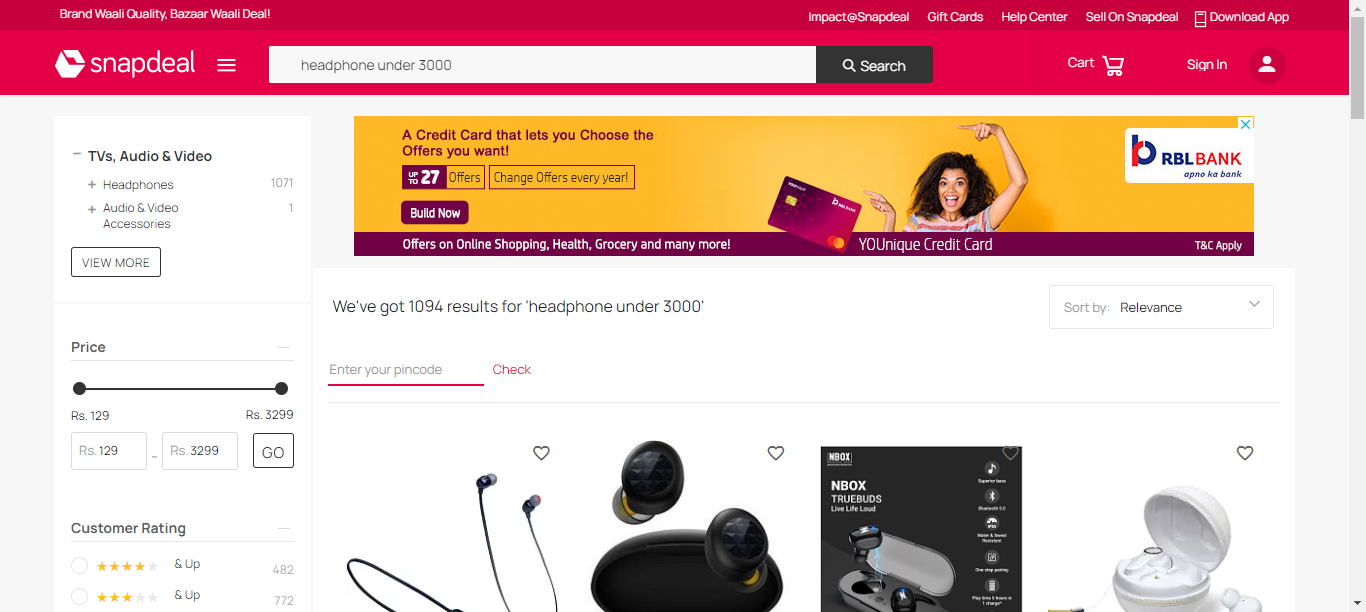 Brand Waali Quality, Bazaar Waali Deal!
Impact@Snapdeal Gift Cards Help Center Sell On Snapdeal Download App
snapdeal
headphone under 3000
Search
Cart
Sign In
TVs, Audio & Video
Headphones 1071
Audio & Video 1
Accessories
VIEW MORE
A Credit Card that lets you Choose the
Offers you want!
UP TO 27 Offers Change Offers every year!
Build Now
Offers on Online Shopping, Health, Grocery and many more!
YOUnique Credit Card
T&C Apply
RBLBANK
apno ka bank
We've got 1094 results for 'headphone under 3000'
Sort by: Relevance
Enter your pincode Check
Price
Rs. 129 Rs. 3299
Rs. 129 - Rs. 3299 GO
Customer Rating
& Up 482
& Up 772
NBOX
NBOX
TRUEBUDS
Live Life Loud
Superior bass
Bluetooth 5.0
Water & Sweat
Resistant
One step pairing
Play time 5 hours in
1 charge*